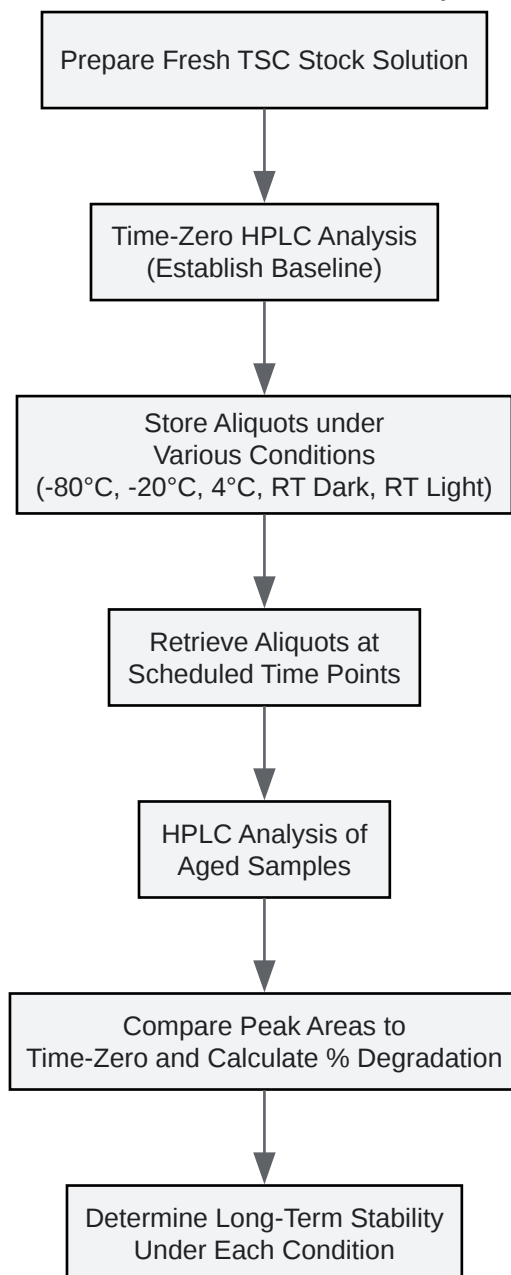 Prepare Fresh TSC Stock Solution
Time-Zero HPLC Analysis
(Establish Baseline)
Store Aliquots under
Various Conditions
(-80°C, -20°C, 4°C, RT Dark, RT Light)
Retrieve Aliquots at
Scheduled Time Points
HPLC Analysis of
Aged Samples
Compare Peak Areas to
Time-Zero and Calculate % Degradation
Determine Long-Term Stability
Under Each Condition